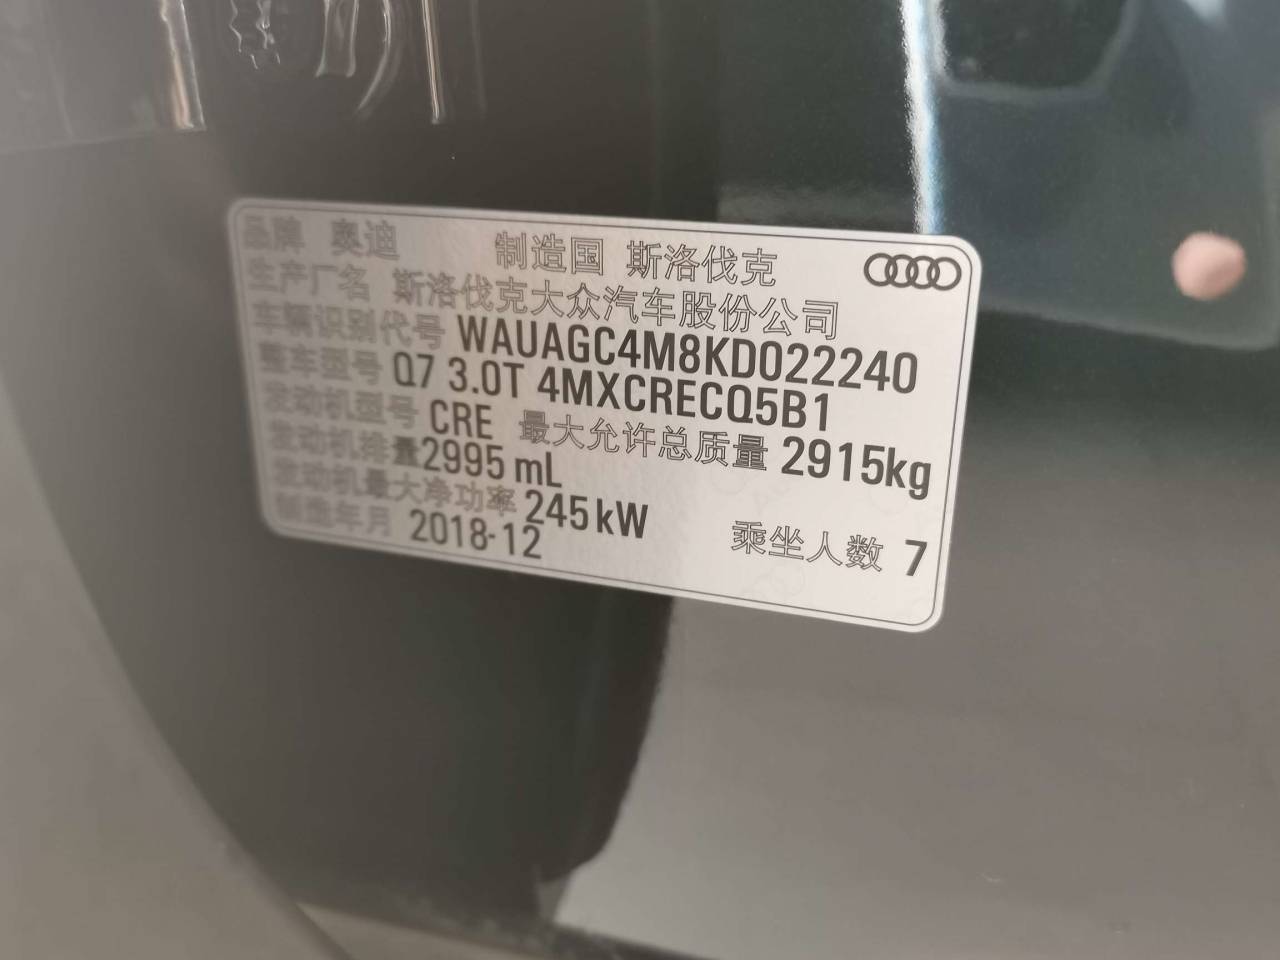 品牌 奥迪 制造国 斯洛伐克
生产厂名 斯洛伐克大众汽车股份公司
车辆识别代号 WAUAGC4M8KD022240
整车型号 Q7 3.0T 4MXCRECQ5B1
发动机型号 CRE 最大允许总质量 2915kg
发动机排量 2995 mL
发动机最大净功率 245 kW 乘坐人数 7
制造年月 2018-12